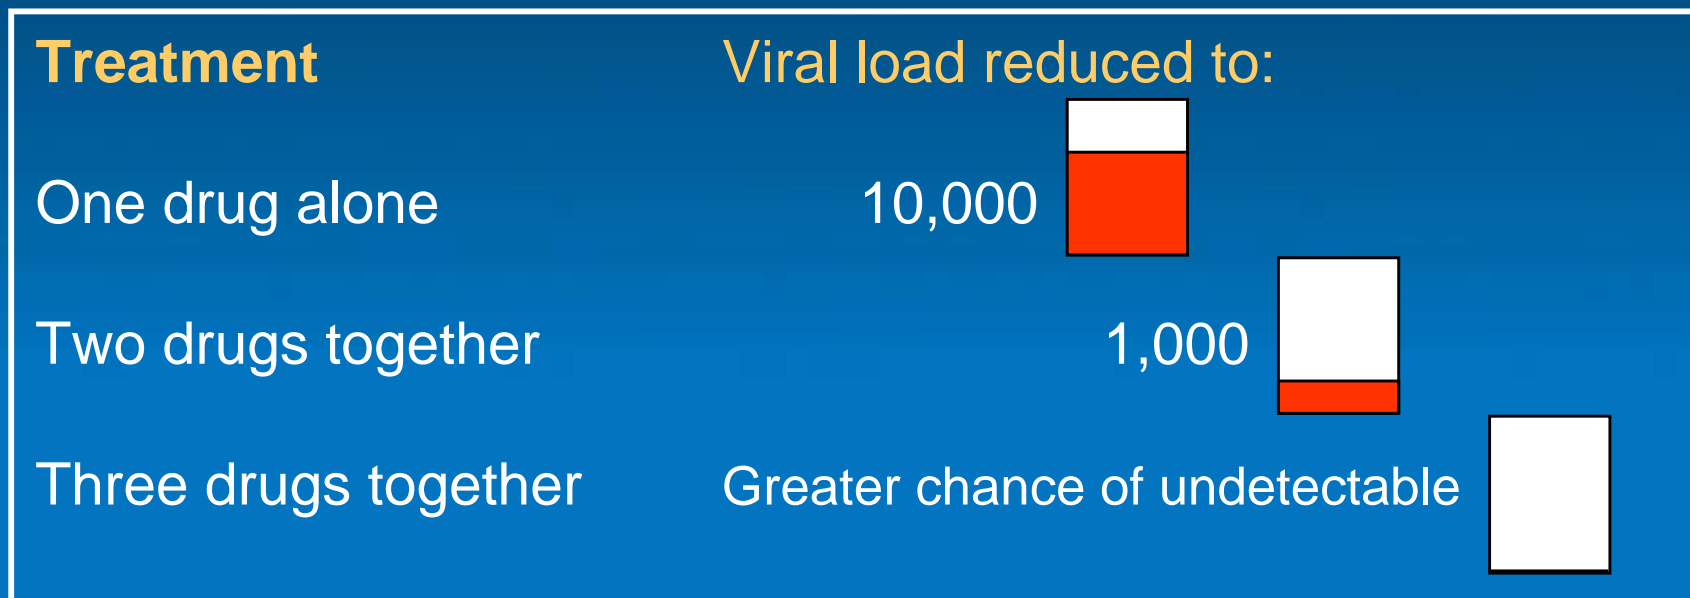 Treatment Viral load reduced to:
One drug alone 10,000
Two drugs together 1,000
Three drugs together Greater chance of undetectable